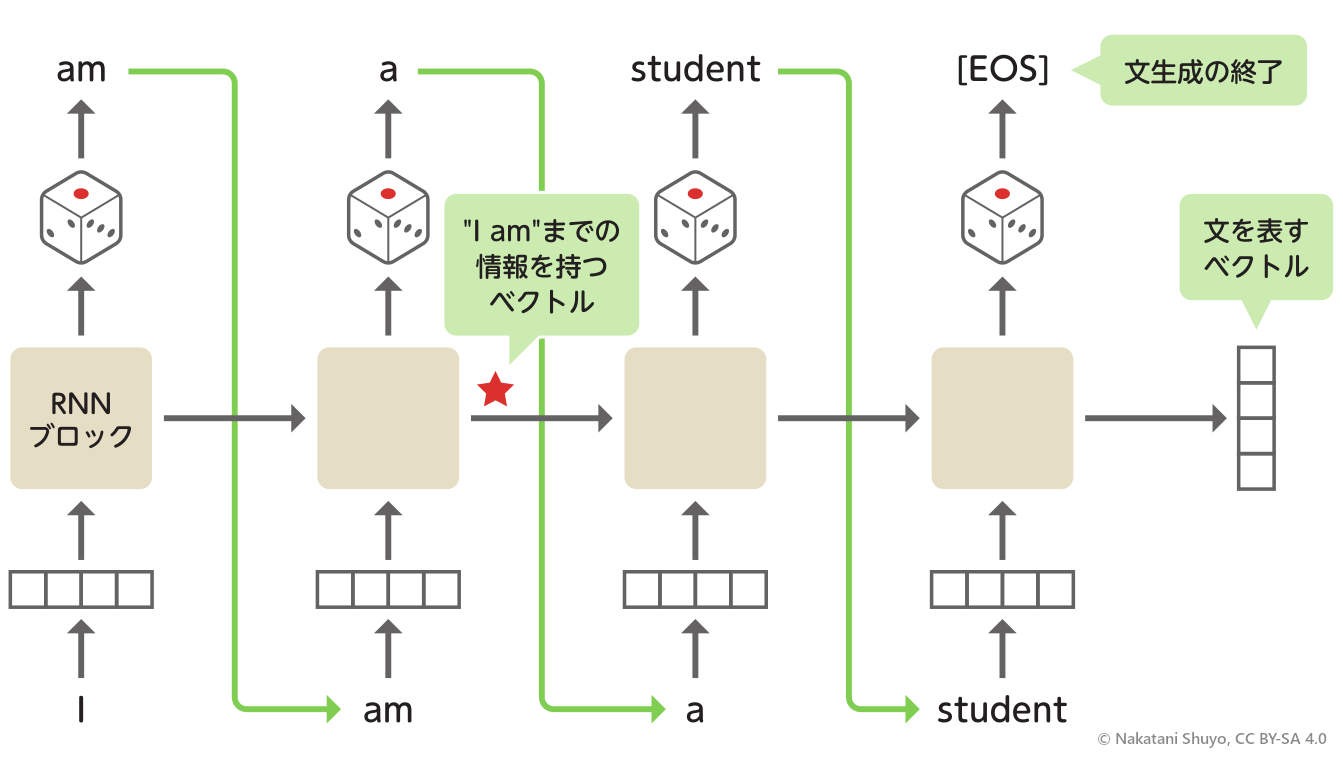 am
a
student
[EOS]
文生成の終了
"I am"までの
情報を持つ
ベクトル
文を表す
ベクトル
RNN
ブロック
I
am
a
student
© Nakatani Shuyo, CC BY-SA 4.0